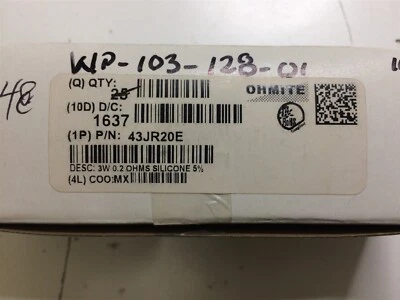 WP-103-128-01
48
(Q) QTY:
25
OHMITE
(10D) D/C:
1637
(1P) P/N: 43JR20E
DESC: 3W 0.2 OHMS SILICONE 5%
(4L) COO:MX